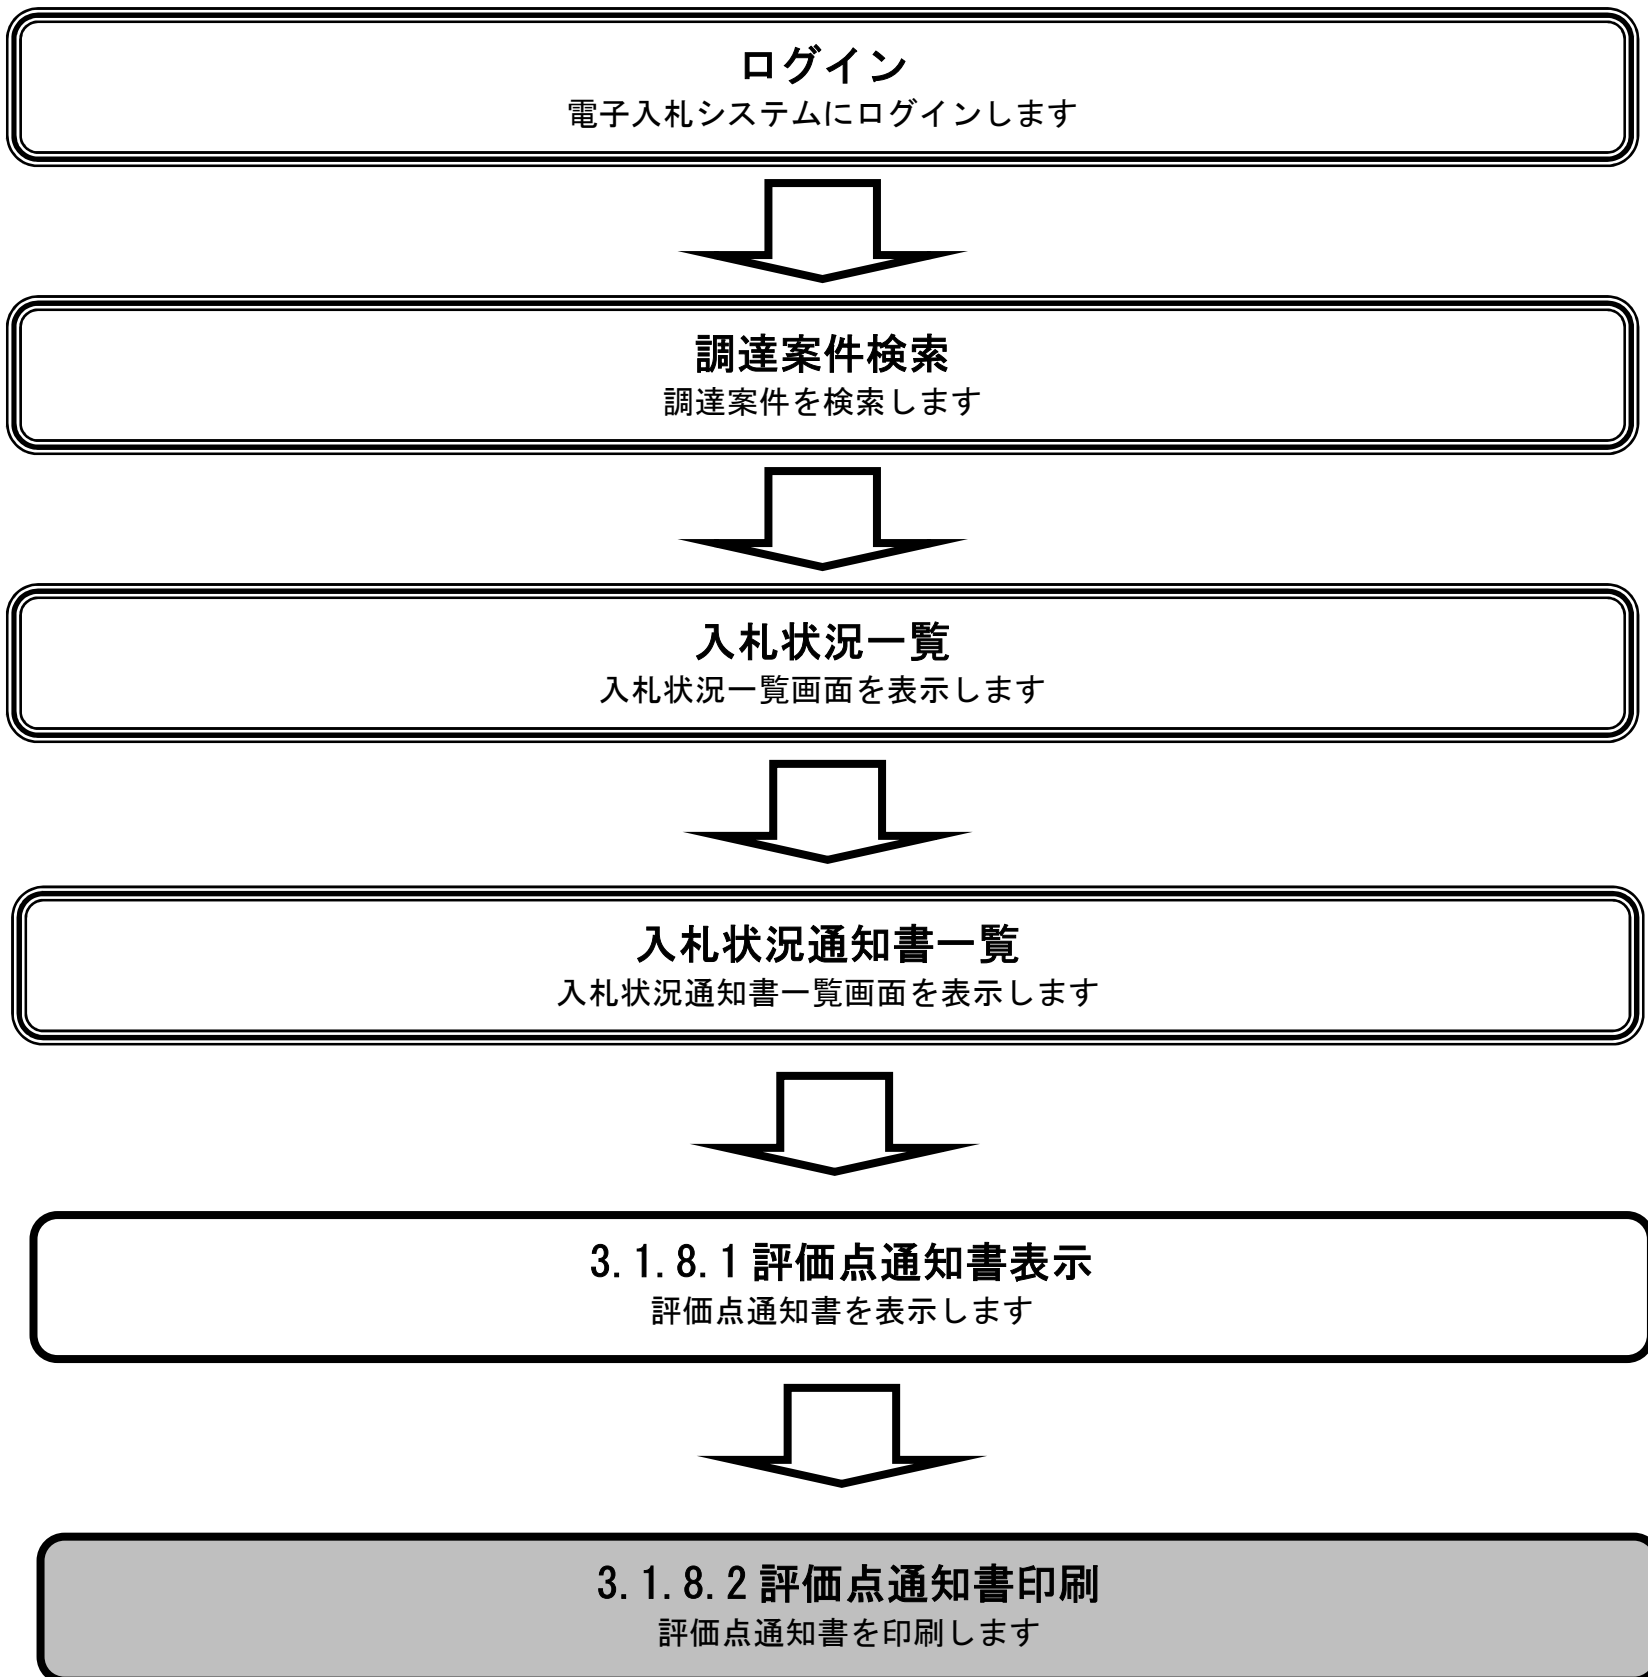 ログイン
電子入札システムにログインします
調達案件検索
調達案件を検索します
入札状況一覧
入札状況一覧画面を表示します
入札状況通知書一覧
入札状況通知書一覧画面を表示します
3.1.8.1評価点通知書表示
評価点通知書を表示します
3.1.8.2評価点通知書印刷
評価点通知書を印刷します